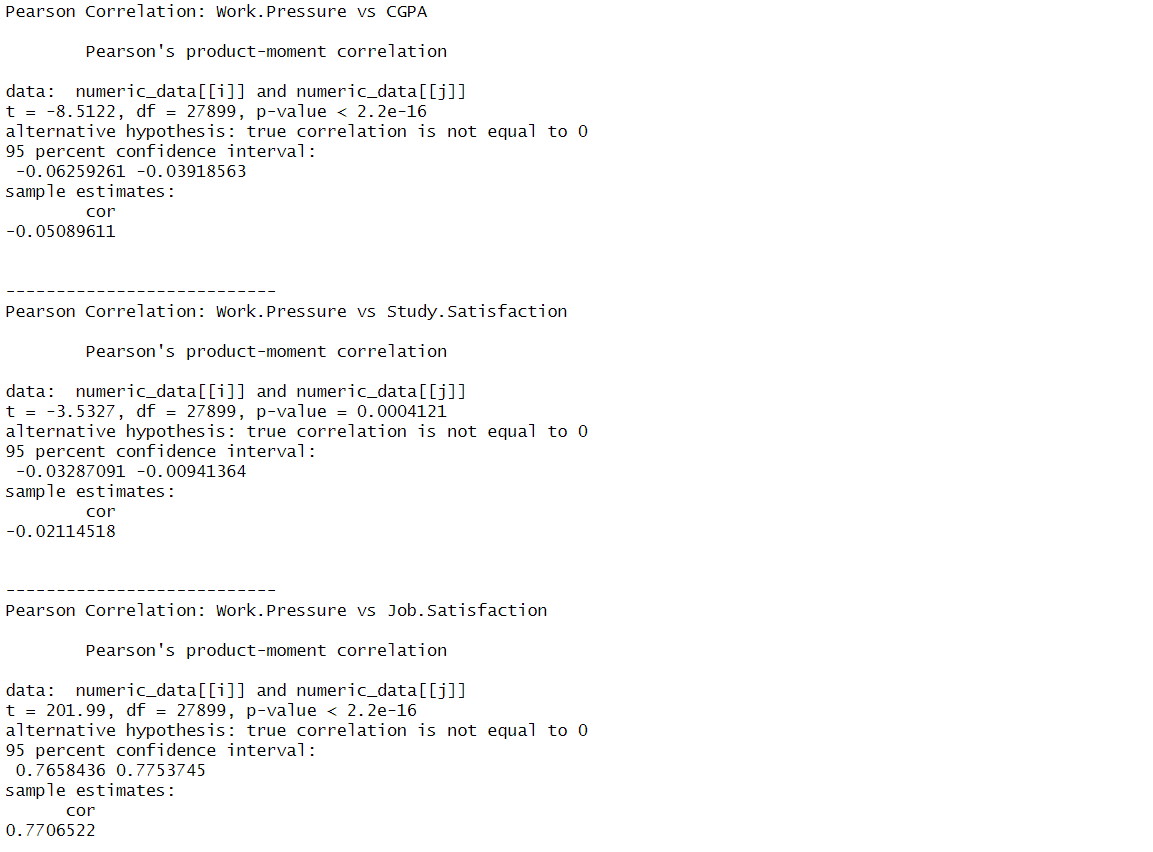 Pearson Correlation: Work.Pressure vs CGPA
Pearson's product-moment correlation
data:  numeric_data[[i]] and numeric_data[[j]]
t = -8.5122, df = 27899, p-value < 2.2e-16
alternative hypothesis: true correlation is not equal to 0
95 percent confidence interval:
-0.06259261 -0.03918563
sample estimates:
cor
-0.05089611
---------------------------
Pearson Correlation: Work.Pressure vs Study.Satisfaction
Pearson's product-moment correlation
data:  numeric_data[[i]] and numeric_data[[j]]
t = -3.5327, df = 27899, p-value = 0.0004121
alternative hypothesis: true correlation is not equal to 0
95 percent confidence interval:
-0.03287091 -0.00941364
sample estimates:
cor
-0.02114518
---------------------------
Pearson Correlation: Work.Pressure vs Job.Satisfaction
Pearson's product-moment correlation
data:  numeric_data[[i]] and numeric_data[[j]]
t = 201.99, df = 27899, p-value < 2.2e-16
alternative hypothesis: true correlation is not equal to 0
95 percent confidence interval:
0.7658436 0.7753745
sample estimates:
cor
0.7706522